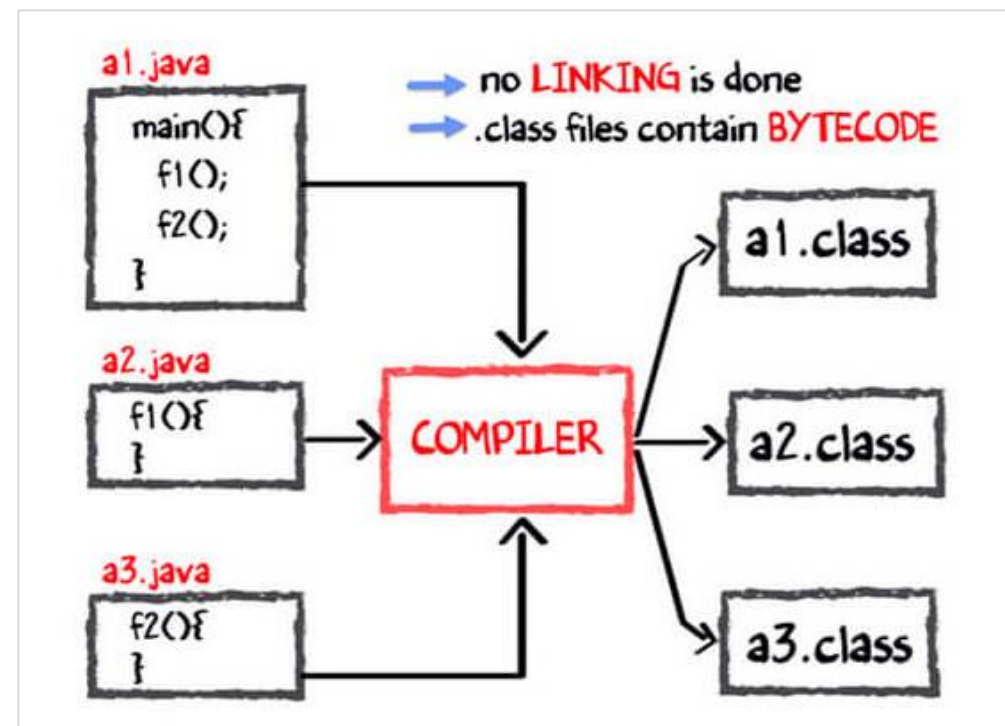 a1.java
main(){
f1();
f2();
}
no LINKING is done
.class files contain BYTECODE
a2.java
f1(){
}
a3.java
f2(){
}
COMPILER
a1.class
a2.class
a3.class